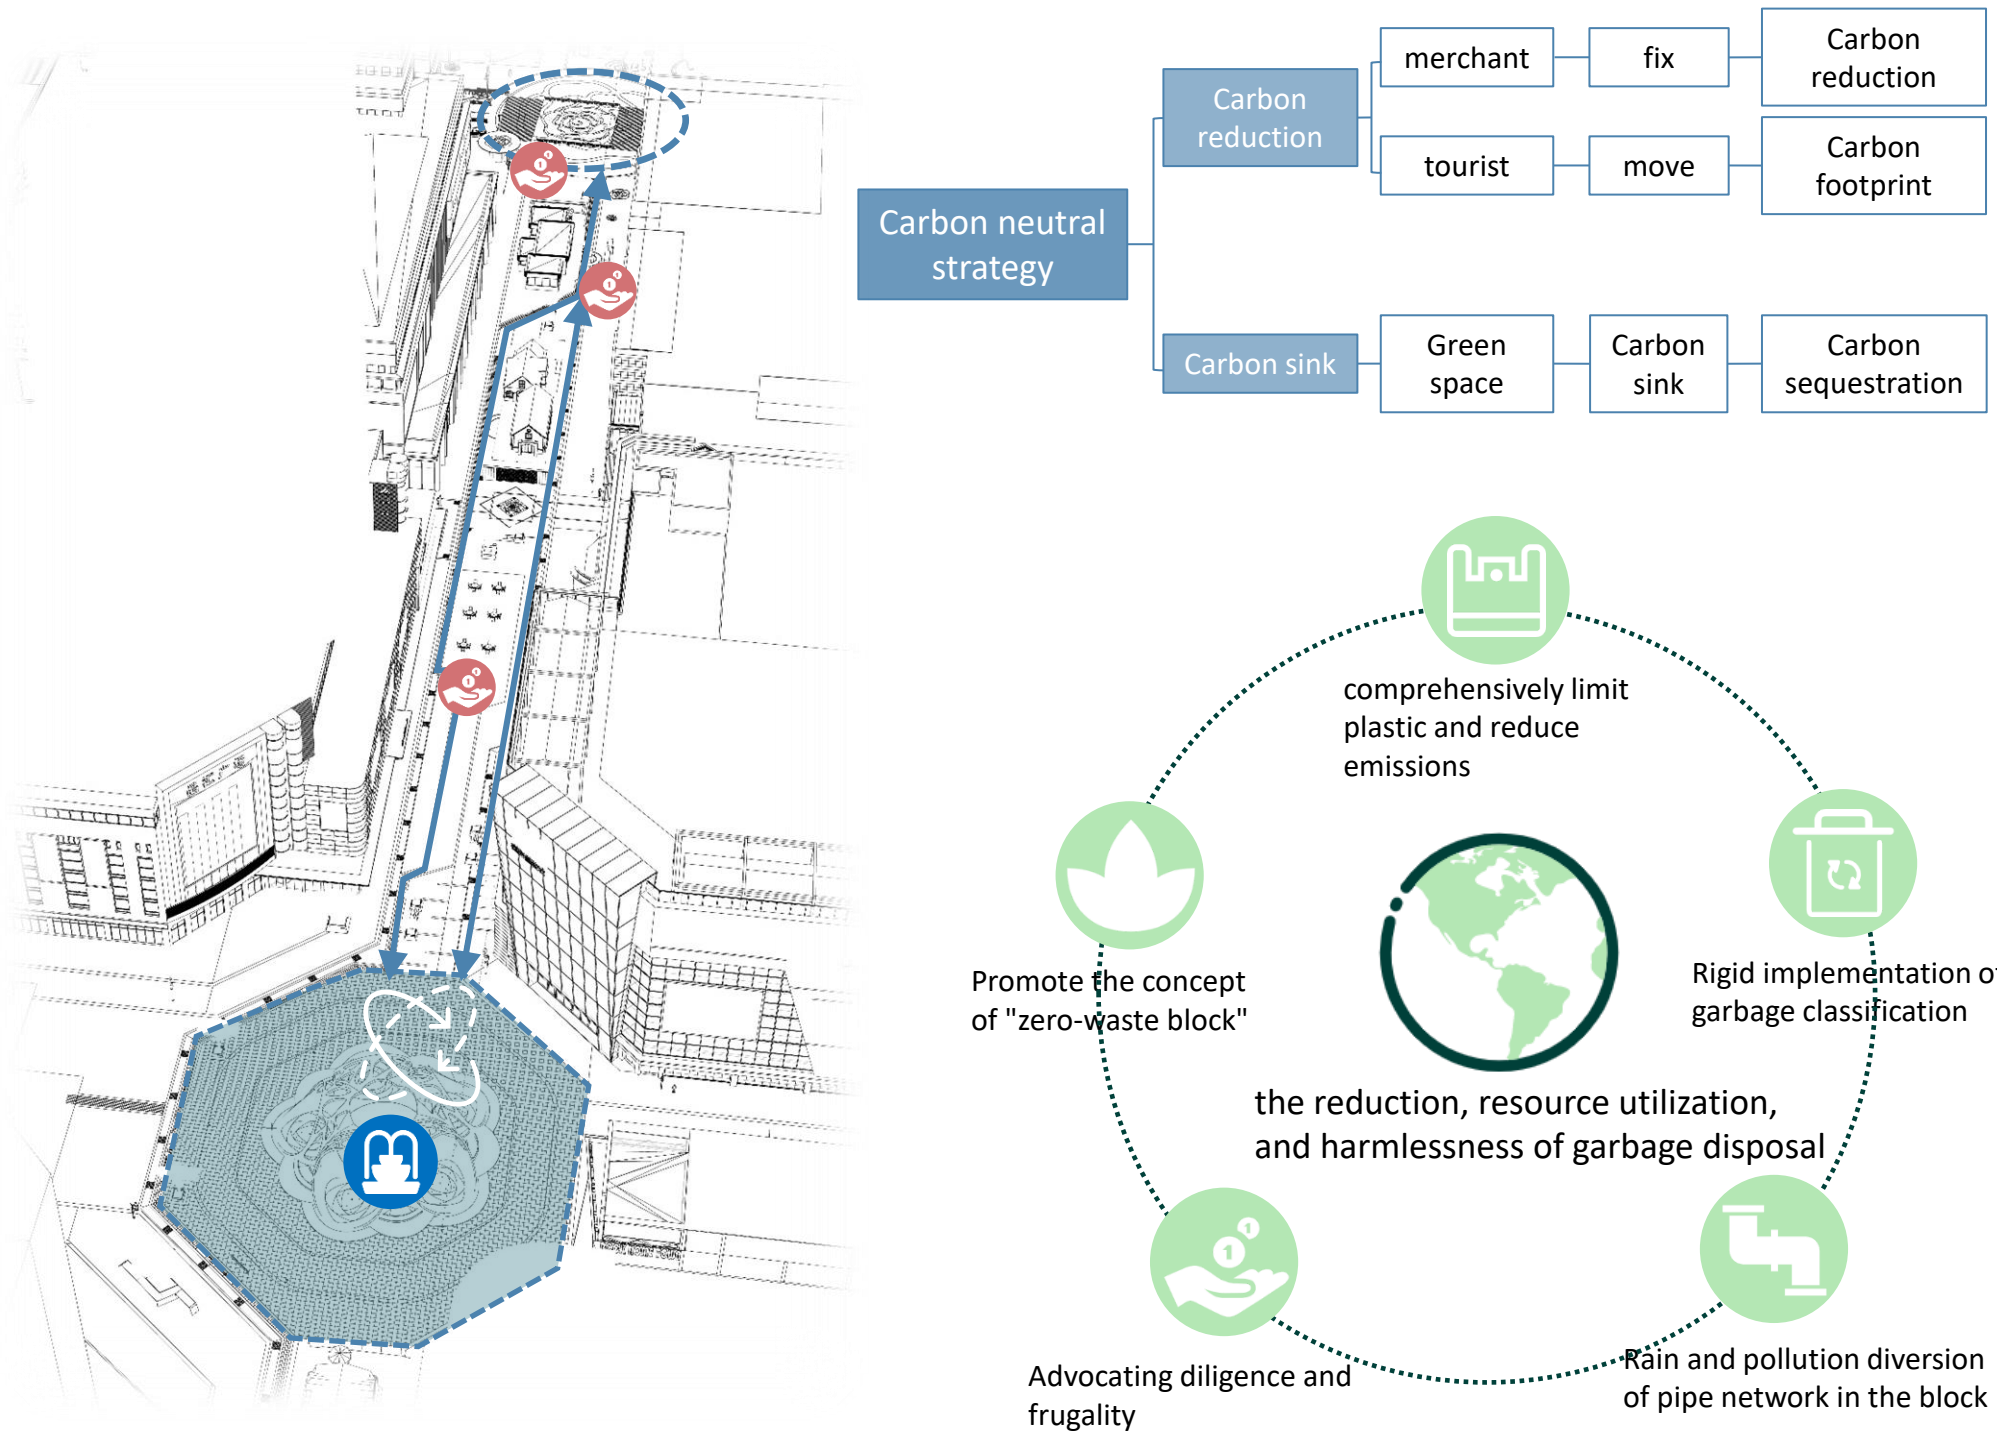 Carbon neutral
strategy
Carbon
reduction
merchant
fix
Carbon
reduction
tourist
move
Carbon
footprint
Carbon sink
Green
space
Carbon
sink
Carbon
sequestration
comprehensively limit
plastic and reduce
emissions
Promote the concept
of "zero-waste block"
Rigid implementation of
garbage classification
the reduction, resource utilization,
and harmlessness of garbage disposal
Advocating diligence and
frugality
Rain and pollution diversion
of pipe network in the block